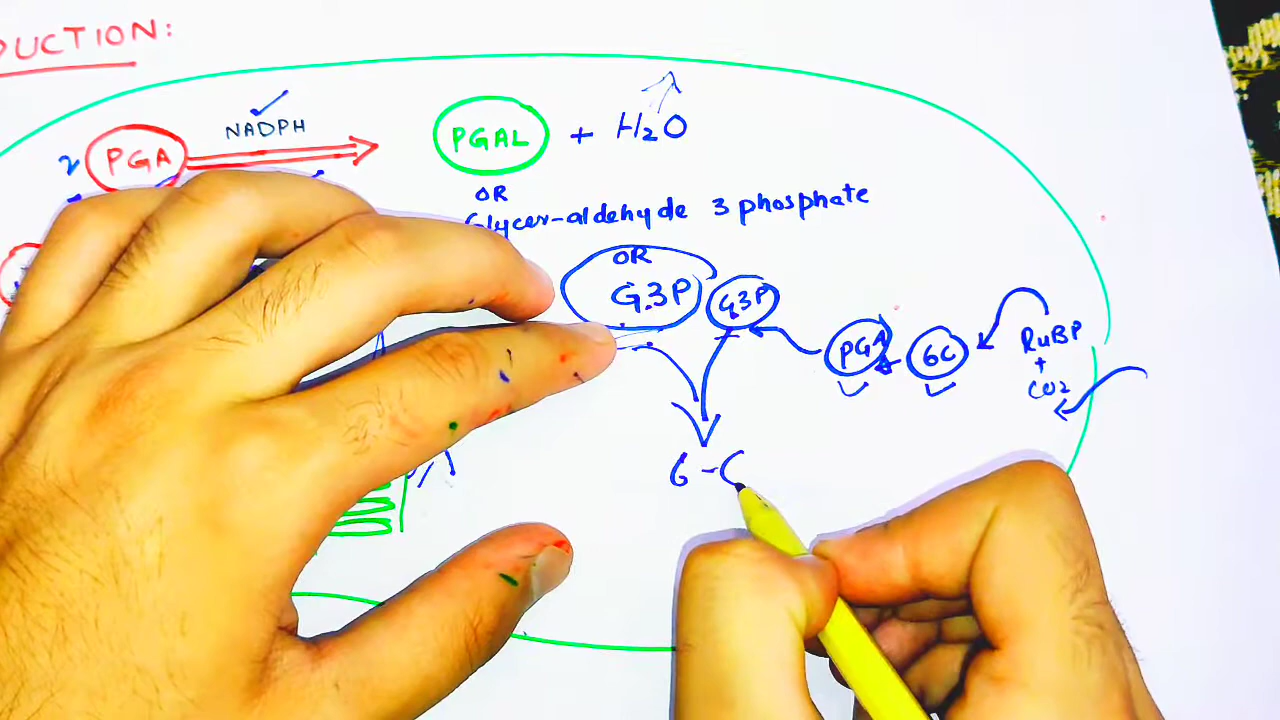 DUCTION:
NADPH
2 PGA
PGAL + H2O
OR
Glycer-aldehyde 3 phosphate
OR
G3P G3P
PGA 6C RuBP
+
CO2
6-C